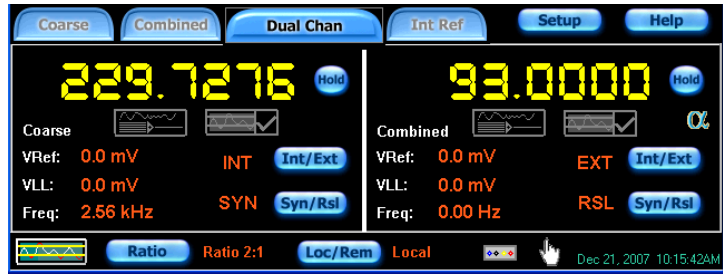 Coarse Combined Dual Chan Int Ref Setup Help
229.7276 Hold
Coarse
VRef: 0.0 mV INT Int/Ext
VLL: 0.0 mV
Freq: 2.56 kHz SYN Syn/Rsl
93.0000 Hold
Combined α
VRef: 0.0 mV EXT Int/Ext
VLL: 0.0 mV
Freq: 0.00 Hz RSL Syn/Rsl
Ratio Ratio 2:1 Loc/Rem Local Dec 21, 2007 10:15:42AM